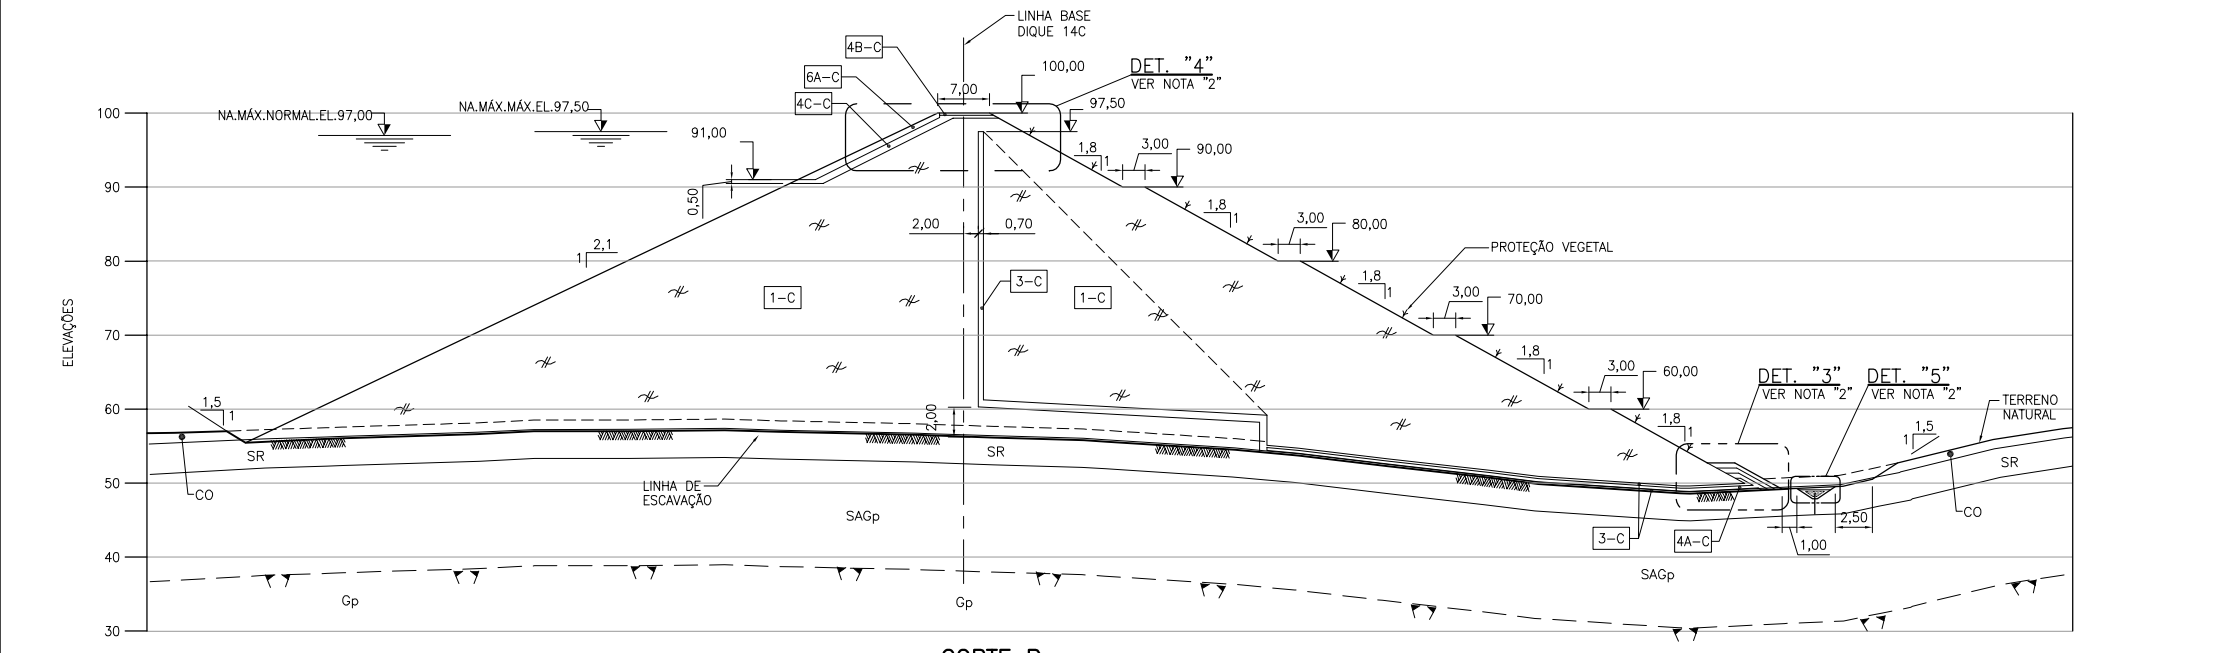 LINHA BASE
DIQUE 14C
4B-C
6A-C
4C-C
7,00
100,00
DET. "4"
VER NOTA "2"
97,50
NA.MÁX.NORMAL.EL.97,00
NA.MÁX.MÁX.EL.97,50
91,00
0,50
1,8
1
3,00
90,00
1,8
1
3,00
80,00
PROTEÇÃO VEGETAL
1,8
1
3,00
70,00
1,8
1
3,00
60,00
1,8
1
2,00
0,70
2,1
1
1-C
3-C
1-C
ELEVAÇÕES
100
90
80
70
60
50
40
30
1,5
1
2,00
DET. "3"
VER NOTA "2"
DET. "5"
VER NOTA "2"
TERRENO
NATURAL
1,5
1
SR
SR
SR
CO
LINHA DE
ESCAVAÇÃO
SAGp
3-C
4A-C
2,50
1,00
CO
SAGp
Gp
Gp